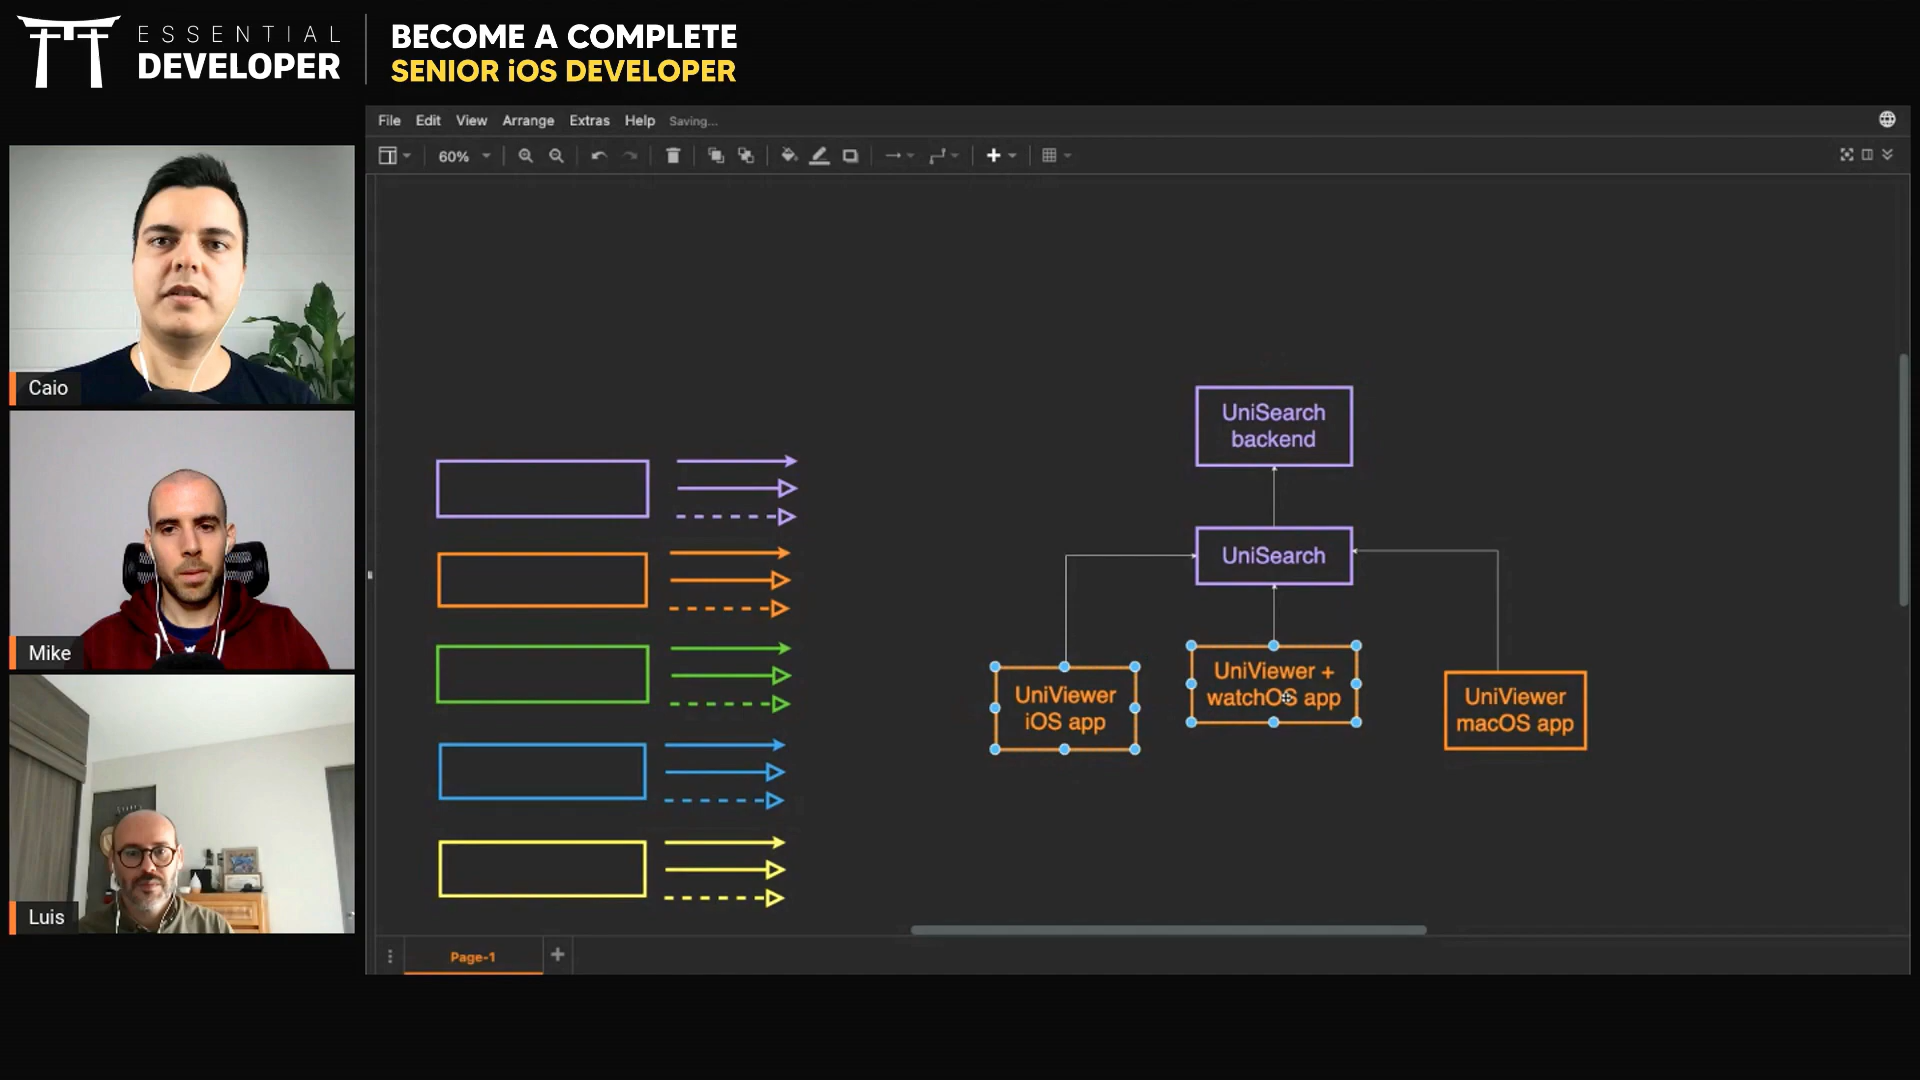 ESSENTIAL
DEVELOPER
BECOME A COMPLETE
SENIOR iOS DEVELOPER
File Edit View Arrange Extras Help Saving...
60%
Caio
Mike
Luis
UniSearch
backend
UniSearch
UniViewer
iOS app
UniViewer +
watchOS app
UniViewer
macOS app
Page-1